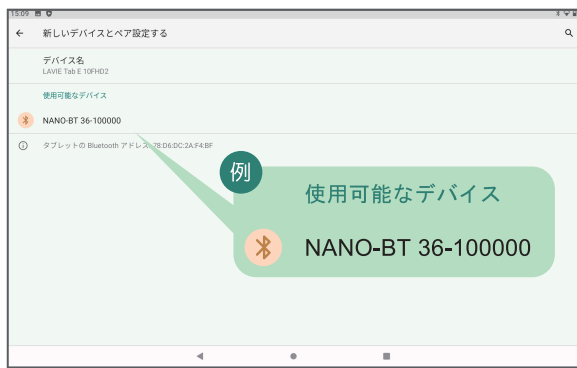 15:09
新しいデバイスとペア設定する
デバイス名
LAVIE Tab E 10FHD2
使用可能なデバイス
NANO-BT 36-100000
タブレットの Bluetooth アドレス: 78:D6:DC:2A:F4:BF
例
使用可能なデバイス
NANO-BT 36-100000